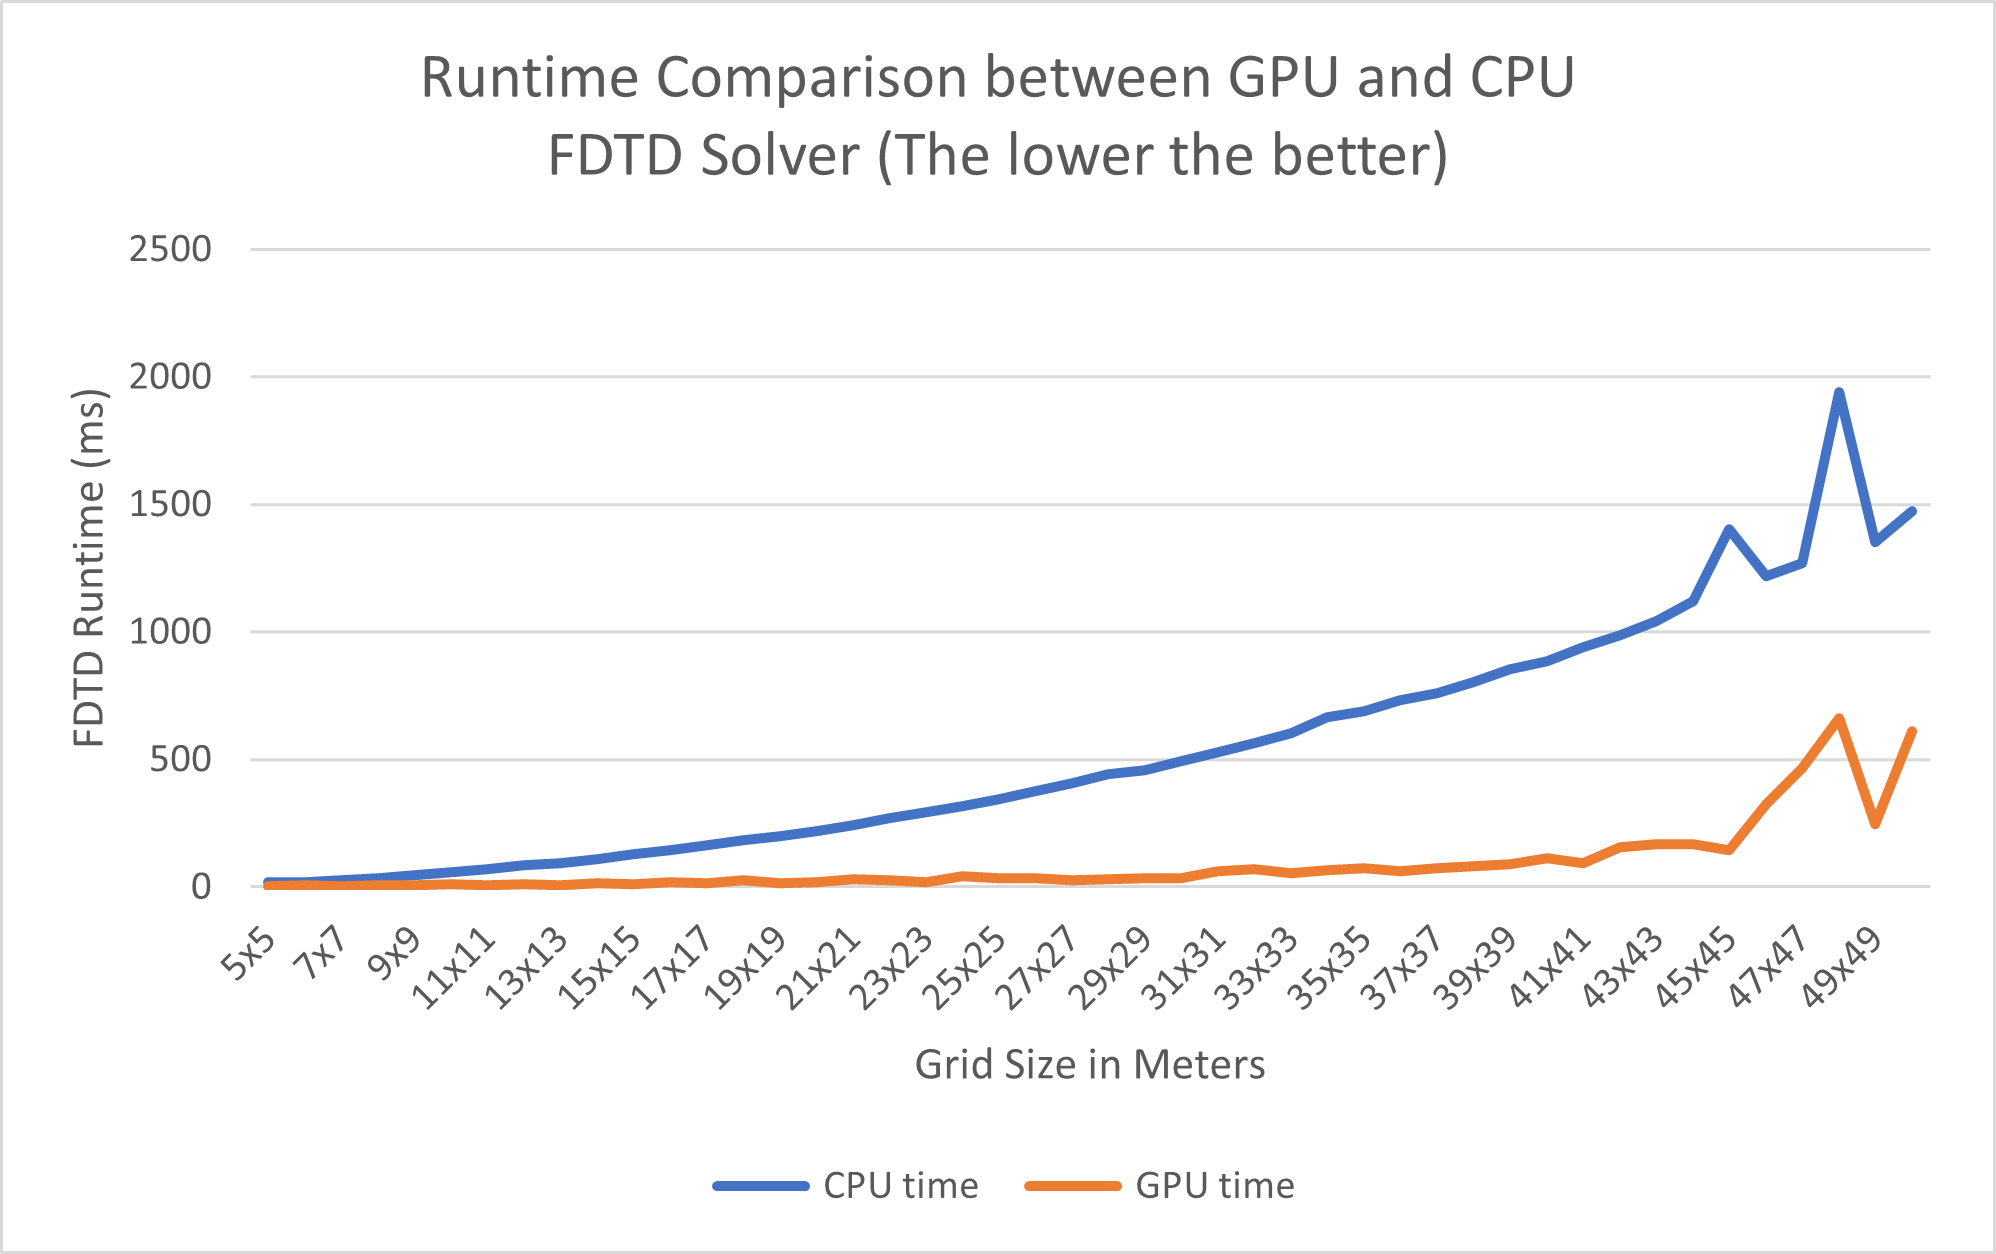 Runtime Comparison between GPU and CPU
FDTD Solver (The lower the better)
2500
2000
1500
1000
500
0
FDTD Runtime (ms)
5x5
7x7
9x9
11x11
13x13
15x15
17x17
19x19
21x21
23x23
25x25
27x27
29x29
31x31
33x33
35x35
37x37
39x39
41x41
43x43
45x45
47x47
49x49
Grid Size in Meters
CPU time
GPU time